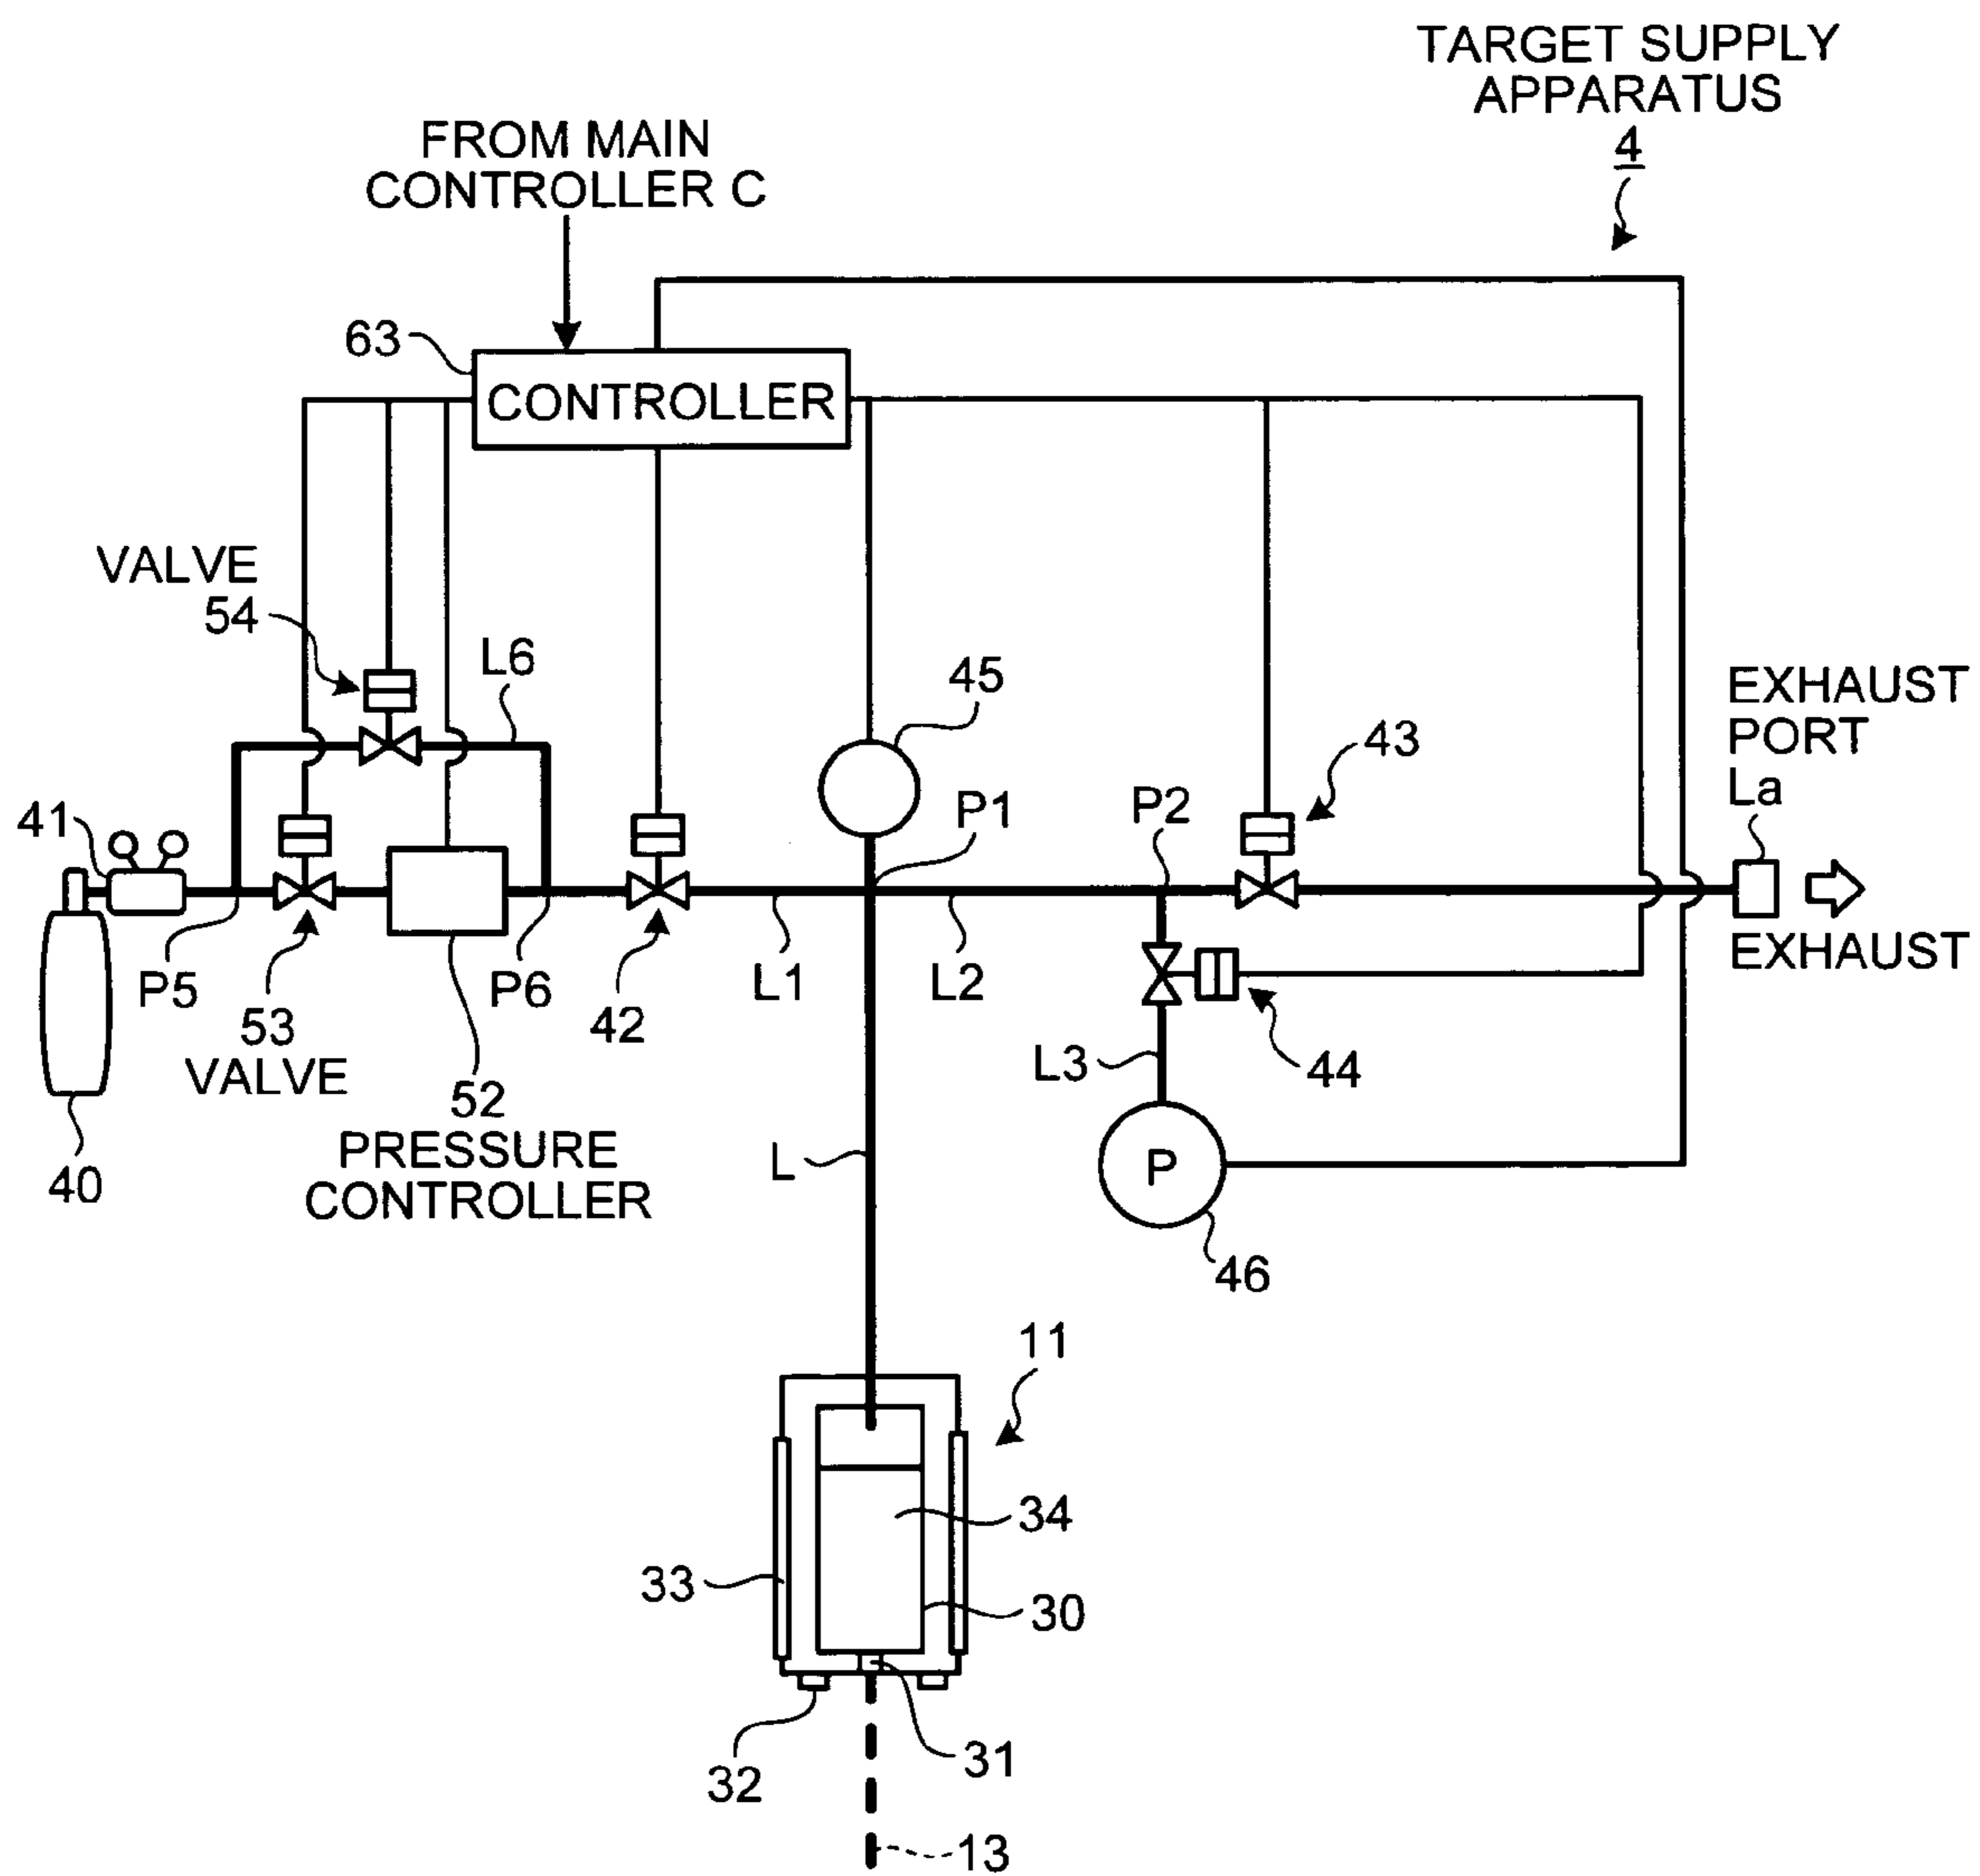 TARGET SUPPLY
APPARATUS
4
FROM MAIN
CONTROLLER C
63
CONTROLLER
VALVE
54
L6
45
43
EXHAUST
PORT
La
41
P1
P2
P5
53
VALVE
P6
42
L1
L2
EXHAUST
52
PRESSURE
CONTROLLER
L3
44
40
L
P
46
11
34
33
30
31
32
13